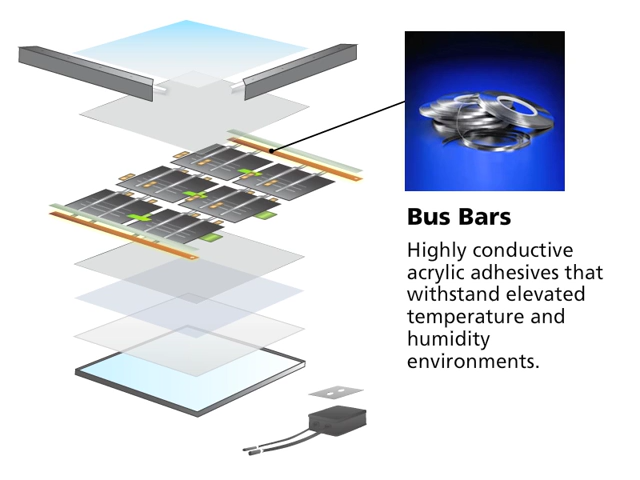 Bus Bars
Highly conductive
acrylic adhesives that
withstand elevated
temperature and
humidity
environments.